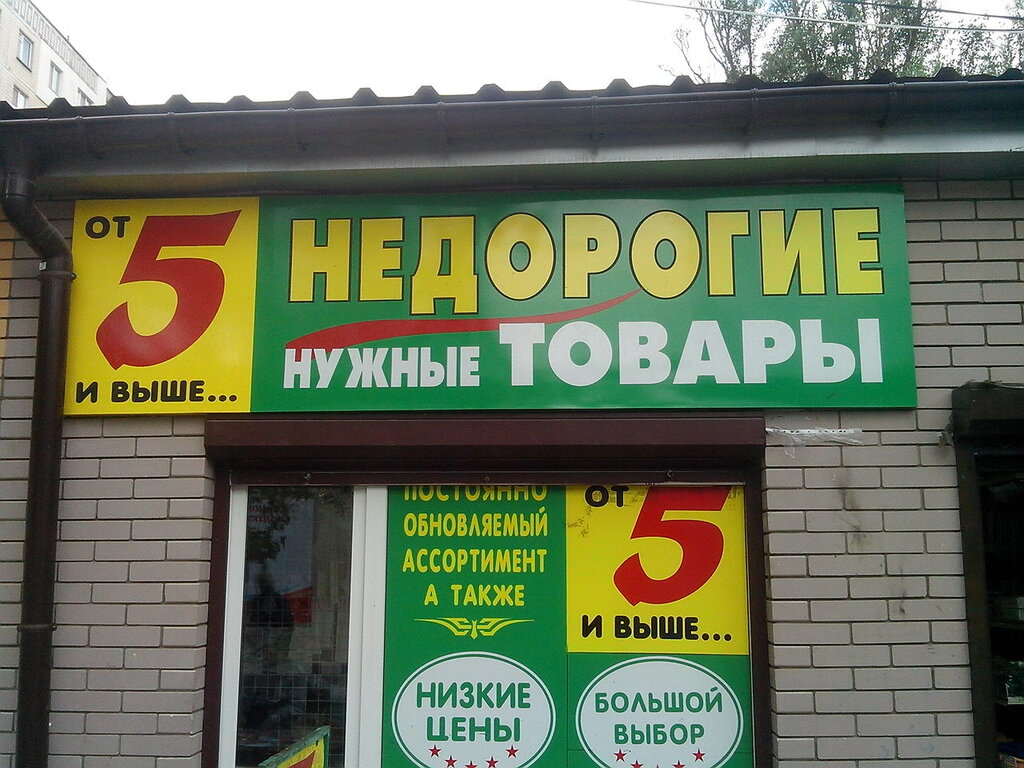 ОТ
5
И ВЫШЕ...
НЕДОРОГИЕ
НУЖНЫЕ ТОВАРЫ
ПОСТОЯННО
ОБНОВЛЯЕМЫЙ
АССОРТИМЕНТ
А ТАКЖЕ
ОТ
5
И ВЫШЕ...
НИЗКИЕ
ЦЕНЫ
БОЛЬШОЙ
ВЫБОР